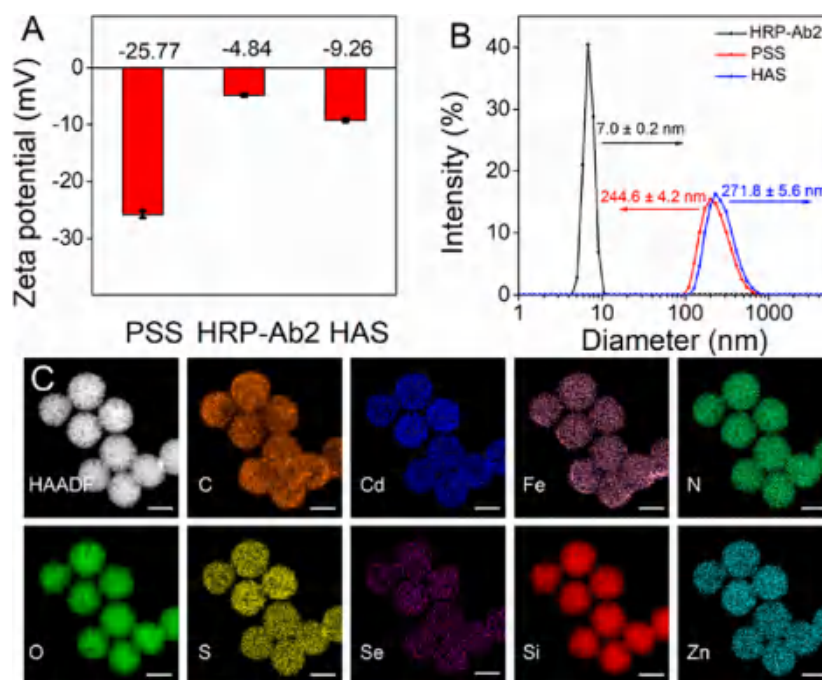 A
-25.77 -4.84 -9.26
0
-10
-20
-30
Zeta potential (mV)
PSS HRP-Ab2 HAS
B
HRP-Ab2
PSS
HAS
7.0 ± 0.2 nm
244.6 ± 4.2 nm
271.8 ± 5.6 nm
40
30
20
10
0
Intensity (%)
1 10 100 1000
Diameter (nm)
C
HAADF C Cd Fe N
O S Se Si Zn